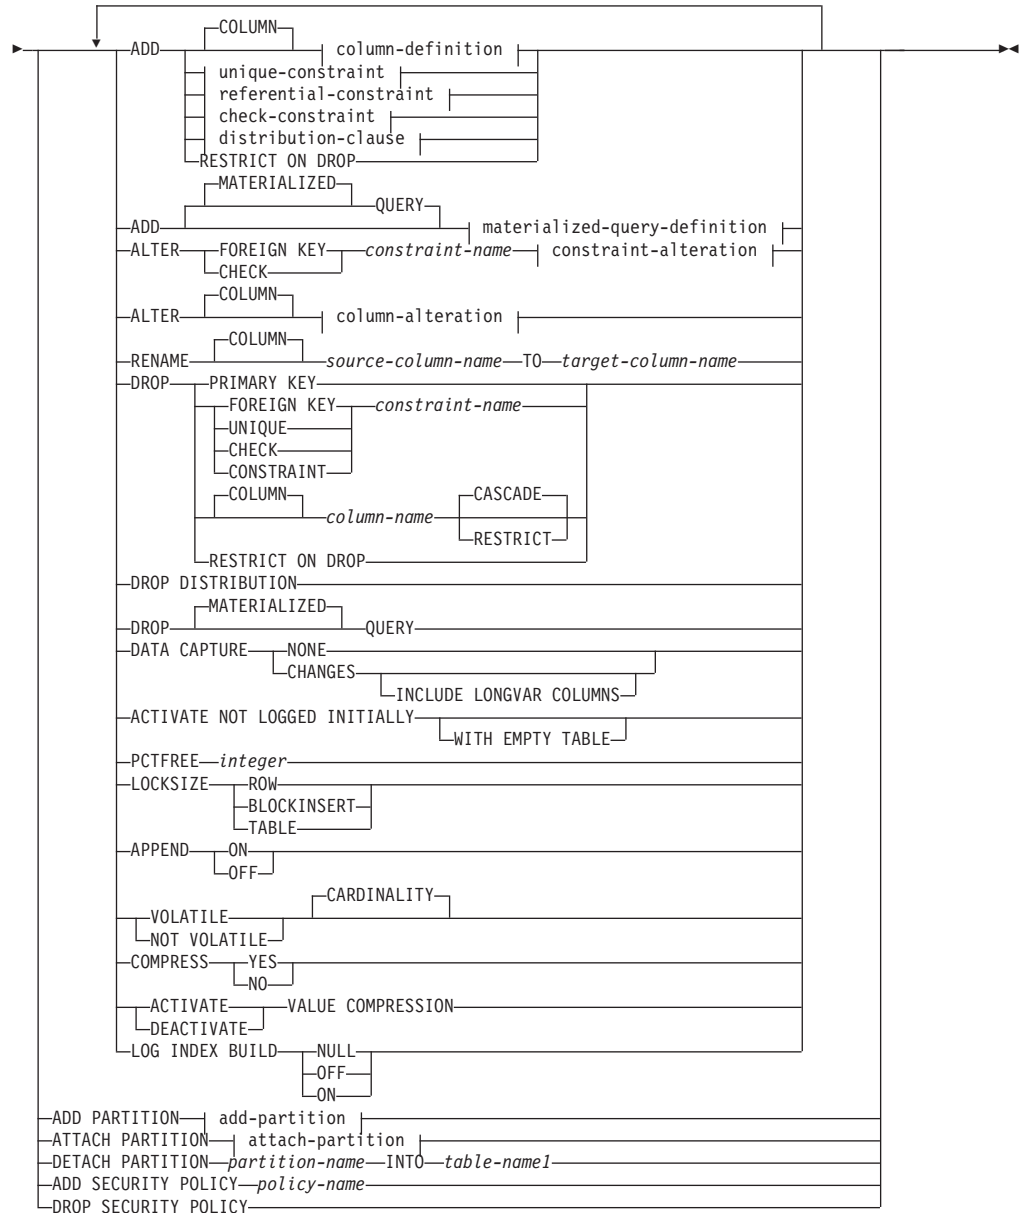 COLUMN
ADD column-definition
unique-constraint
referential-constraint
check-constraint
distribution-clause
RESTRICT ON DROP
MATERIALIZED
QUERY
ADD materialized-query-definition
ALTER FOREIGN KEY constraint-name constraint-alteration
CHECK
COLUMN
ALTER column-alteration
COLUMN
RENAME source-column-name TO target-column-name
DROP PRIMARY KEY
FOREIGN KEY constraint-name
UNIQUE
CHECK
CONSTRAINT
COLUMN CASCADE
column-name
RESTRICT
RESTRICT ON DROP
DROP DISTRIBUTION
MATERIALIZED
DROP QUERY
DATA CAPTURE NONE
CHANGES
INCLUDE LONGVAR COLUMNS
ACTIVATE NOT LOGGED INITIALLY
WITH EMPTY TABLE
PCTFREE integer
LOCKSIZE ROW
BLOCKINSERT
TABLE
APPEND ON
OFF
CARDINALITY
VOLATILE
NOT VOLATILE
COMPRESS YES
NO
ACTIVATE VALUE COMPRESSION
DEACTIVATE
LOG INDEX BUILD NULL
OFF
ON
ADD PARTITION add-partition
ATTACH PARTITION attach-partition
DETACH PARTITION partition-name INTO table-name1
ADD SECURITY POLICY policy-name
DROP SECURITY POLICY